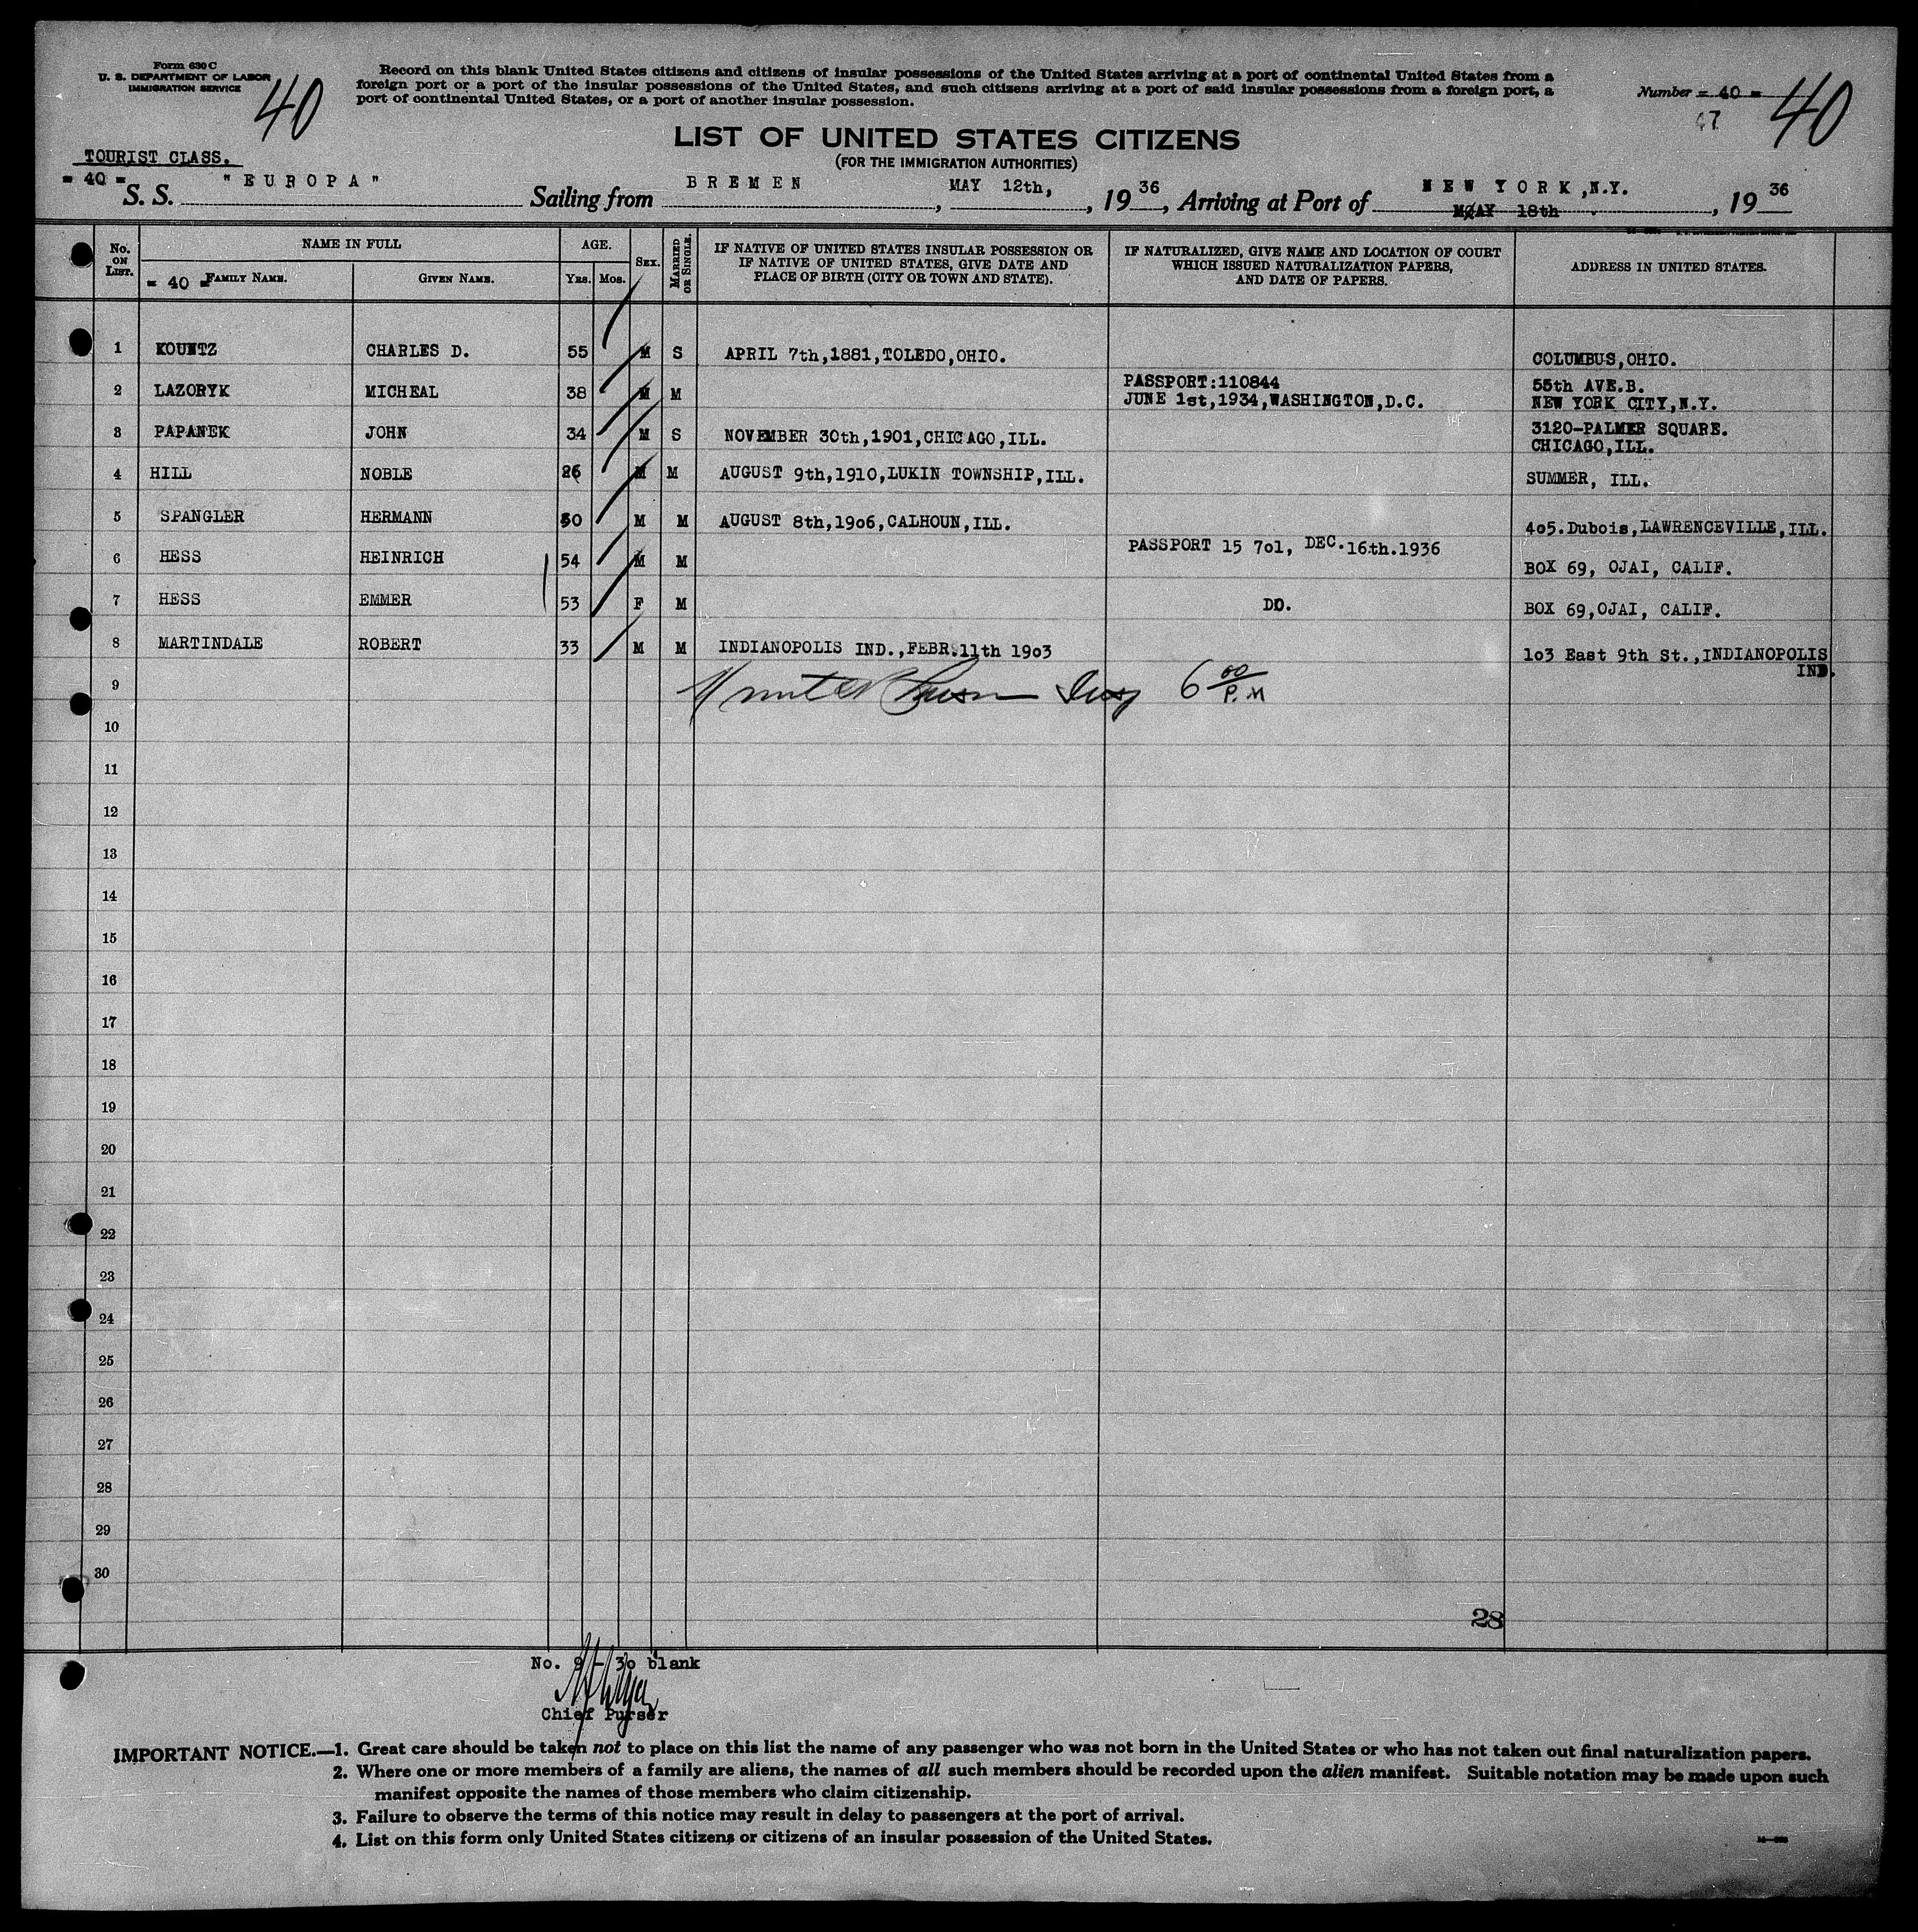 Form 630 C
U. S. DEPARTMENT OF LABOR
IMMIGRATION SERVICE
40
Record on this blank United States citizens and citizens of insular possessions of the United States arriving at a port of continental United States from a
foreign port or a port of the insular possessions of the United States, and such citizens arriving at a port of said insular possessions from a foreign port, a
port of continental United States, or a port of another insular possession.
Number = 40 =
40
47
LIST OF UNITED STATES CITIZENS
(FOR THE IMMIGRATION AUTHORITIES)
TOURIST CLASS.
= 40 =
S. S. "EUROPA" Sailing from BREMEN, MAY 12th, 1936, Arriving at Port of NEW YORK,N.Y. MAY 18th, 1936
No. ON LIST.
NAME IN FULL
= 40 = FAMILY NAME.
GIVEN NAME.
AGE.
YRS. MOS.
SEX.
MARRIED OR SINGLE.
IF NATIVE OF UNITED STATES INSULAR POSSESSION OR
IF NATIVE OF UNITED STATES, GIVE DATE AND
PLACE OF BIRTH (CITY OR TOWN AND STATE).
IF NATURALIZED, GIVE NAME AND LOCATION OF COURT
WHICH ISSUED NATURALIZATION PAPERS,
AND DATE OF PAPERS.
ADDRESS IN UNITED STATES.
1 KOUNTZ CHARLES D. 55 M S APRIL 7th,1881,TOLEDO,OHIO. COLUMBUS,OHIO.
2 LAZORYK MICHEAL 38 M M PASSPORT:110844
JUNE 1st,1934,WASHINGTON,D.C. 55th AVE.B.
NEW YORK CITY,N.Y.
3 PAPANEK JOHN 34 M S NOVEMBER 30th,1901,CHICAGO,ILL. 3120-PALMER SQUARE.
CHICAGO,ILL.
4 HILL NOBLE 26 M M AUGUST 9th,1910,LUKIN TOWNSHIP,ILL. SUMMER, ILL.
5 SPANGLER HERMANN M M AUGUST 8th,19o6,CALHOUN,ILL. 4o5.Dubois,LAWRENCEVILLE,ILL.
6 HESS HEINRICH 54 M M PASSPORT 15 7o1, DEC.16th.1936 BOX 69, OJAI, CALIF.
7 HESS EMMER 53 F M DO. BOX 69,OJAI, CALIF.
8 MARTINDALE ROBERT 33 M M INDIANOPOLIS IND.,FEBR.11th 19o3 1o3 East 9th St.,INDIANOPOLIS
IND.
9 6 00 P.M
10
11
12
13
14
15
16
17
18
19
20
21
22
23
24
25
26
27
28
29
30
28
No. 9 - 3o blank
Chief Purser
IMPORTANT NOTICE.—1. Great care should be taken not to place on this list the name of any passenger who was not born in the United States or who has not taken out final naturalization papers.
2. Where one or more members of a family are aliens, the names of all such members should be recorded upon the alien manifest. Suitable notation may be made upon such
manifest opposite the names of those members who claim citizenship.
3. Failure to observe the terms of this notice may result in delay to passengers at the port of arrival.
4. List on this form only United States citizens or citizens of an insular possession of the United States.